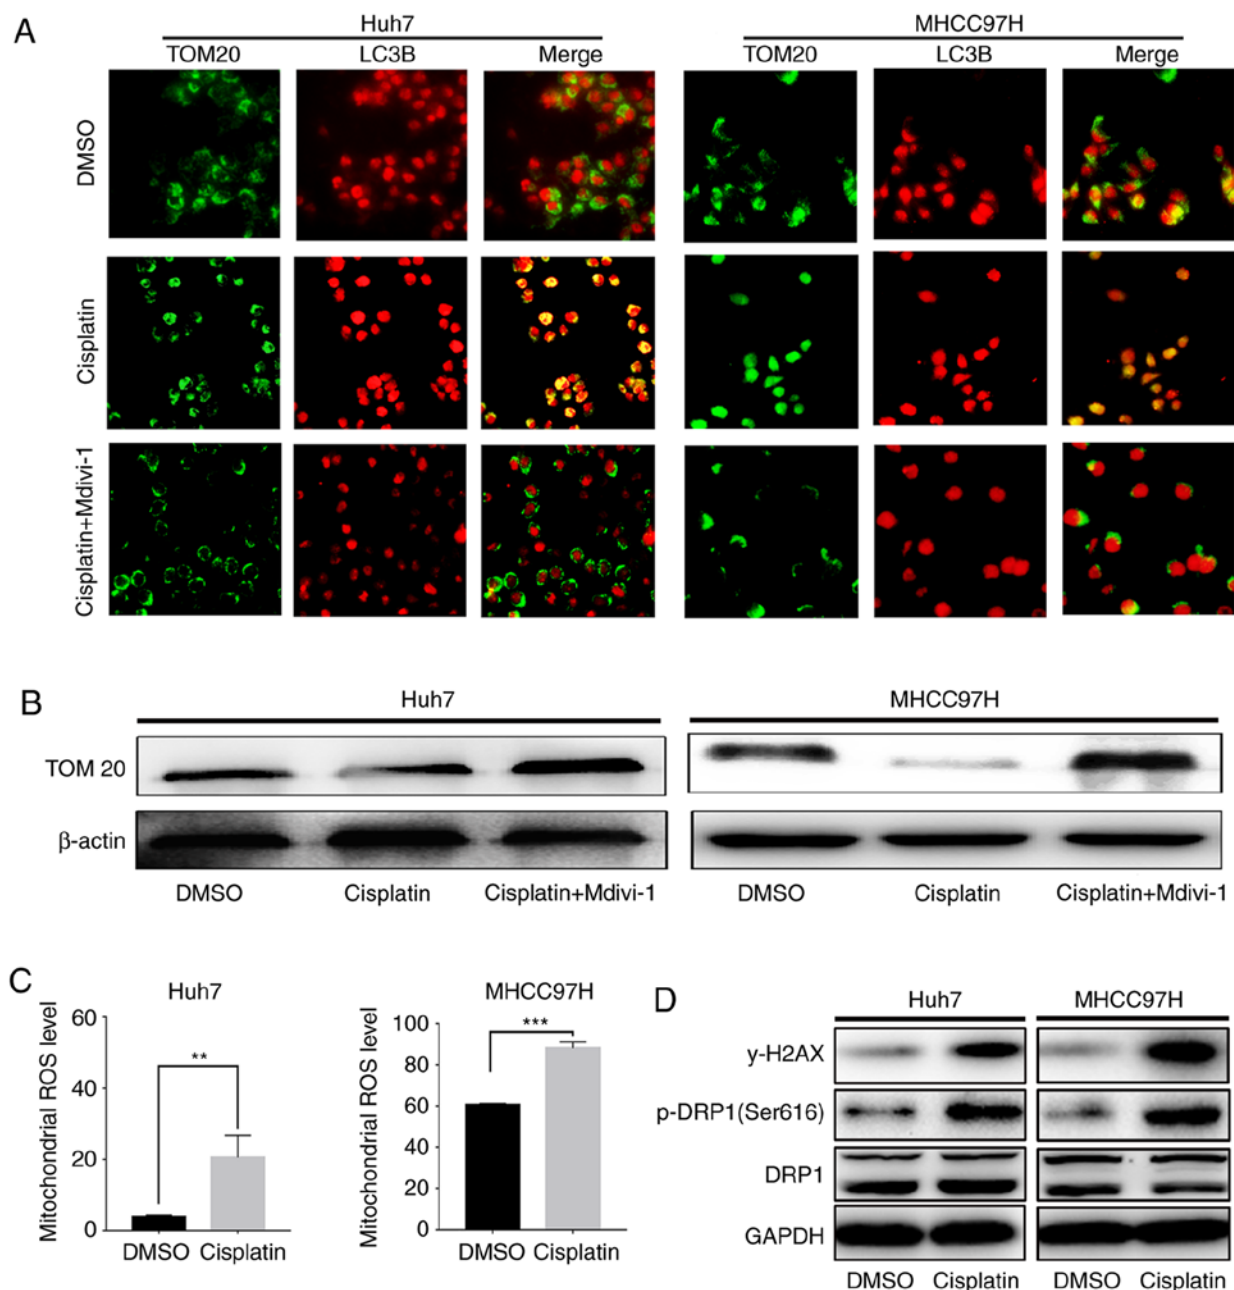 A
Huh7
MHCC97H
TOM20 LC3B Merge TOM20 LC3B Merge
DMSO
Cisplatin
Cisplatin+Mdivi-1
B
Huh7
MHCC97H
TOM 20
β-actin
DMSO Cisplatin Cisplatin+Mdivi-1 DMSO Cisplatin Cisplatin+Mdivi-1
C
Huh7
Mitochondrial ROS level
60
40
20
0
**
DMSO Cisplatin
MHCC97H
Mitochondrial ROS level
100
80
60
40
20
0
***
DMSO Cisplatin
D
Huh7 MHCC97H
y-H2AX
p-DRP1(Ser616)
DRP1
GAPDH
DMSO Cisplatin DMSO Cisplatin